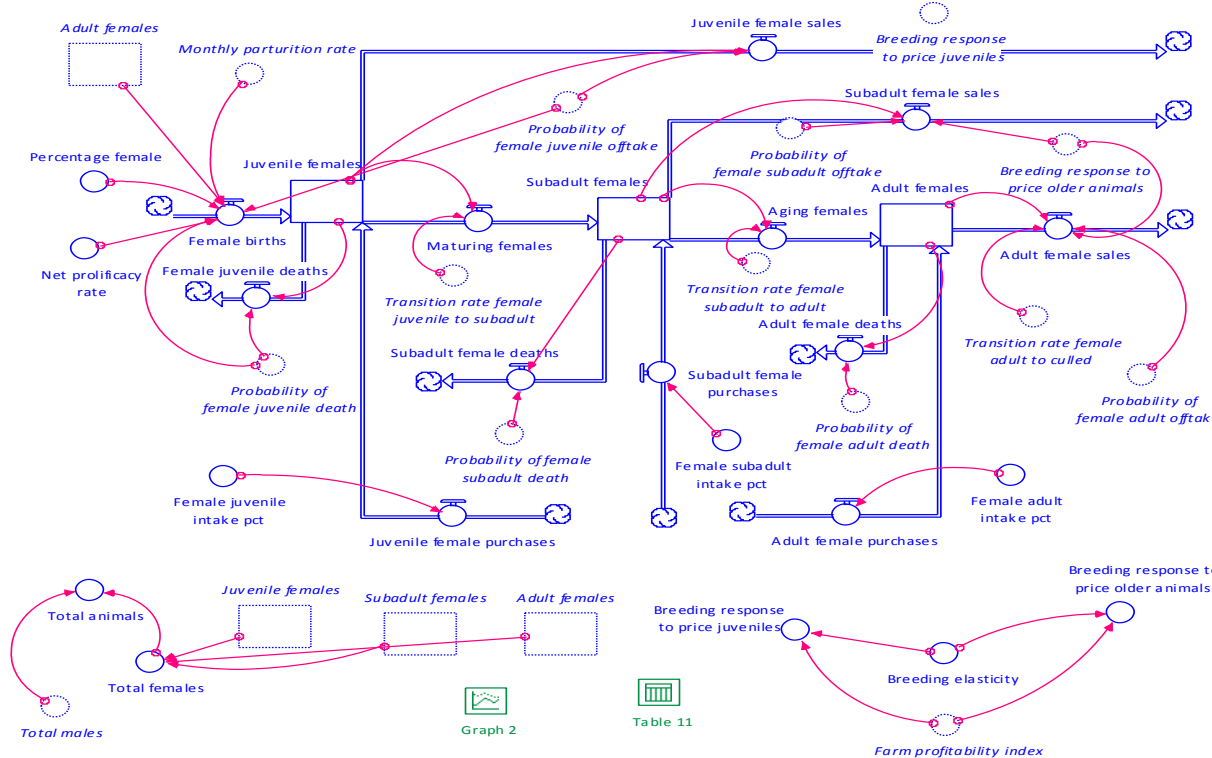 Adult females
Monthly parturition rate
Juvenile female sales
Breeding response
to price juveniles
Subadult female sales
Probability of
female juvenile offtake
Probability of
female subadult offtake
Percentage female
Juvenile females
Subadult females
Breeding response to
price older animals
Adult females
Aging females
Female births
Maturing females
Adult female sales
Net prolificacy
rate
Female juvenile deaths
Transition rate female
juvenile to subadult
Transition rate female
subadult to adult
Adult female deaths
Transition rate female
adult to culled
Subadult female deaths
Subadult female
purchases
Probability of
female juvenile death
Probability of
female adult offtak
Probability of
female adult death
Probability of female
subadult death
Female subadult
intake pct
Female juvenile
intake pct
Female adult
intake pct
Juvenile female purchases
Adult female purchases
Total animals
Juvenile females
Subadult females
Adult females
Breeding response
to price juveniles
Breeding response to
price older animals
Total females
Breeding elasticity
Total males
Graph 2
Table 11
Farm profitability index